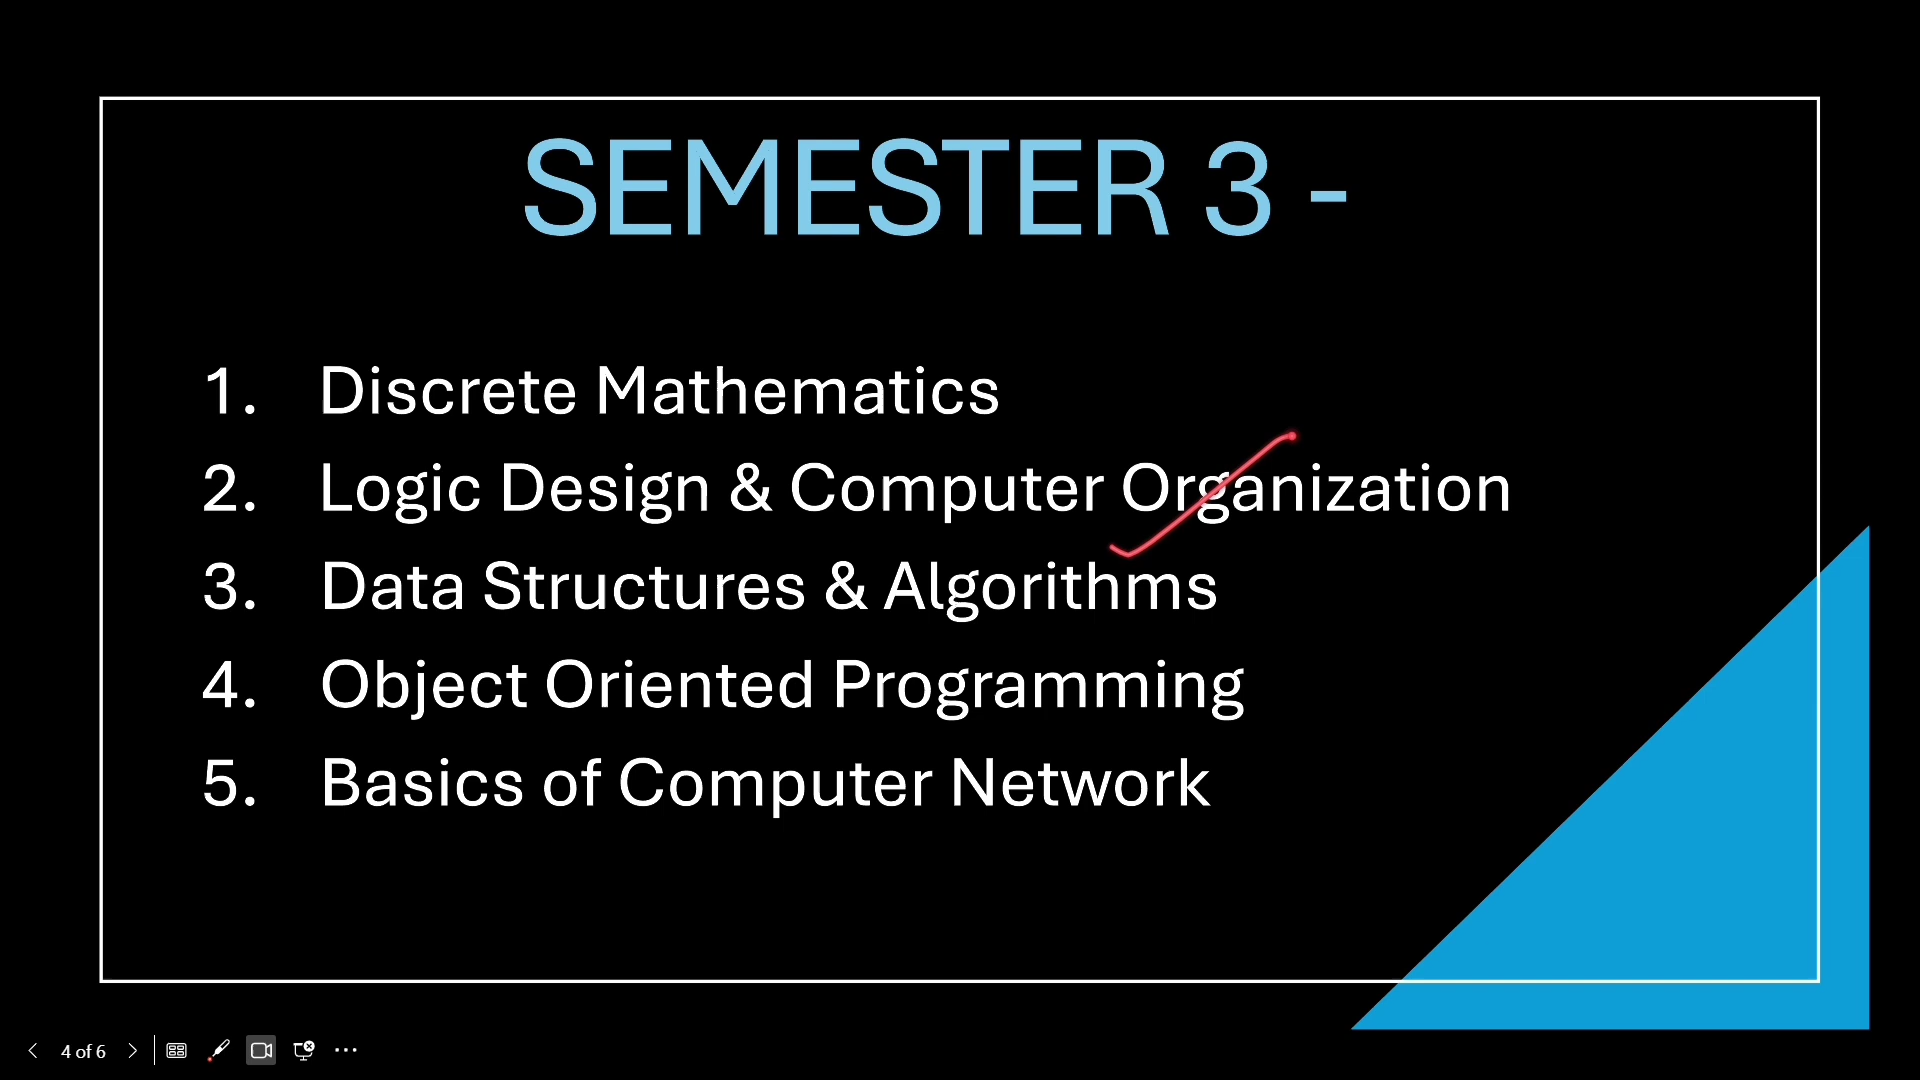 SEMESTER 3 -
1. Discrete Mathematics
2. Logic Design & Computer Organization
3. Data Structures & Algorithms
4. Object Oriented Programming
5. Basics of Computer Network
4 of 6